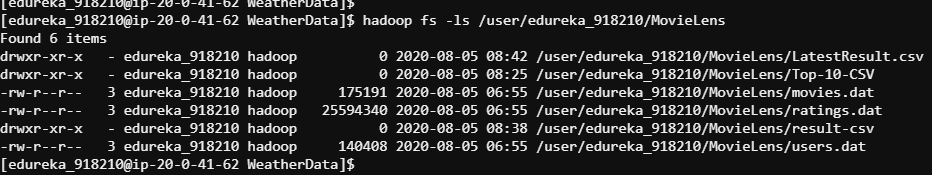 [edureka_918210@ip-20-0-41-62 WeatherData]$
[edureka_918210@ip-20-0-41-62 WeatherData]$ hadoop fs -ls /user/edureka_918210/MovieLens
Found 6 items
drwxr-xr-x   - edureka_918210 hadoop          0 2020-08-05 08:42 /user/edureka_918210/MovieLens/LatestResult.csv
drwxr-xr-x   - edureka_918210 hadoop          0 2020-08-05 08:25 /user/edureka_918210/MovieLens/Top-10-CSV
-rw-r--r--   3 edureka_918210 hadoop     175191 2020-08-05 06:55 /user/edureka_918210/MovieLens/movies.dat
-rw-r--r--   3 edureka_918210 hadoop   25594340 2020-08-05 06:55 /user/edureka_918210/MovieLens/ratings.dat
drwxr-xr-x   - edureka_918210 hadoop          0 2020-08-05 08:38 /user/edureka_918210/MovieLens/result-csv
-rw-r--r--   3 edureka_918210 hadoop     140408 2020-08-05 06:55 /user/edureka_918210/MovieLens/users.dat
[edureka_918210@ip-20-0-41-62 WeatherData]$